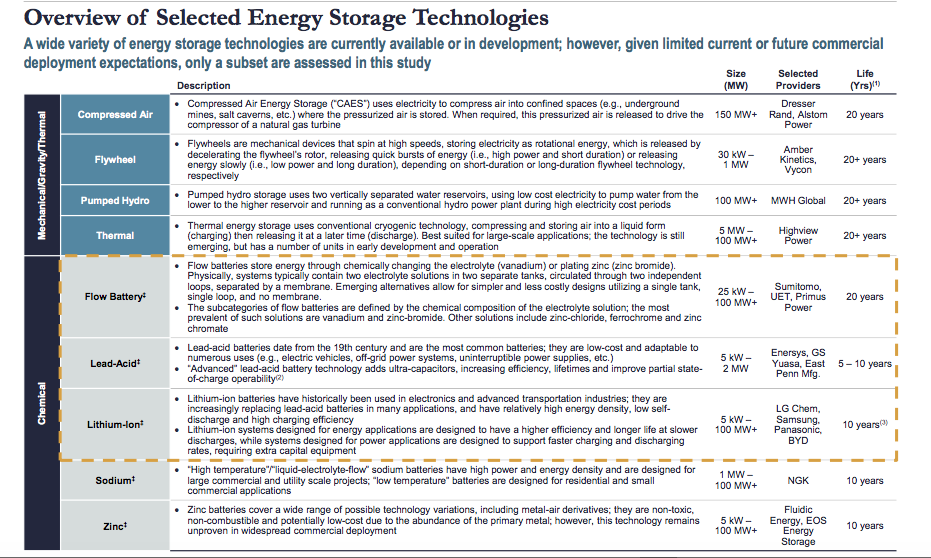 Overview of Selected Energy Storage Technologies
A wide variety of energy storage technologies are currently available or in development; however, given limited current or future commercial
deployment expectations, only a subset are assessed in this study
Description
Size
(MW)
Selected
Providers
Life
(Yrs)(1)
Mechanical/Gravity/Thermal
Compressed Air
• Compressed Air Energy Storage ("CAES") uses electricity to compress air into confined spaces (e.g., underground
mines, salt caverns, etc.) where the pressurized air is stored. When required, this pressurized air is released to drive the
compressor of a natural gas turbine
150 MW+
Dresser
Rand, Alstom
Power
20 years
Flywheel
• Flywheels are mechanical devices that spin at high speeds, storing electricity as rotational energy, which is released by
decelerating the flywheel's rotor, releasing quick bursts of energy (i.e., high power and short duration) or releasing
energy slowly (i.e., low power and long duration), depending on short-duration or long-duration flywheel technology,
respectively
30 kW –
1 MW
Amber
Kinetics,
Vycon
20+ years
Pumped Hydro
• Pumped hydro storage uses two vertically separated water reservoirs, using low cost electricity to pump water from the
lower to the higher reservoir and running as a conventional hydro power plant during high electricity cost periods
100 MW+
MWH Global
20+ years
Thermal
• Thermal energy storage uses conventional cryogenic technology, compressing and storing air into a liquid form
(charging) then releasing it at a later time (discharge). Best suited for large-scale applications; the technology is still
emerging, but has a number of units in early development and operation
5 MW –
100 MW+
Highview
Power
20+ years
Chemical
Flow Battery‡
• Flow batteries store energy through chemically changing the electrolyte (vanadium) or plating zinc (zinc bromide).
Physically, systems typically contain two electrolyte solutions in two separate tanks, circulated through two independent
loops, separated by a membrane. Emerging alternatives allow for simpler and less costly designs utilizing a single tank,
single loop, and no membrane.
• The subcategories of flow batteries are defined by the chemical composition of the electrolyte solution; the most
prevalent of such solutions are vanadium and zinc-bromide. Other solutions include zinc-chloride, ferrochrome and zinc
chromate
25 kW –
100 MW+
Sumitomo,
UET, Primus
Power
20 years
Lead-Acid‡
• Lead-acid batteries date from the 19th century and are the most common batteries; they are low-cost and adaptable to
numerous uses (e.g., electric vehicles, off-grid power systems, uninterruptible power supplies, etc.)
• "Advanced" lead-acid battery technology adds ultra-capacitors, increasing efficiency, lifetimes and improve partial state-
of-charge operability(2)
5 kW –
2 MW
Enersys, GS
Yuasa, East
Penn Mfg.
5 – 10 years
Lithium-Ion‡
• Lithium-ion batteries have historically been used in electronics and advanced transportation industries; they are
increasingly replacing lead-acid batteries in many applications, and have relatively high energy density, low self-
discharge and high charging efficiency
• Lithium-ion systems designed for energy applications are designed to have a higher efficiency and longer life at slower
discharges, while systems designed for power applications are designed to support faster charging and discharging
rates, requiring extra capital equipment
5 kW –
100 MW+
LG Chem,
Samsung,
Panasonic,
BYD
10 years(3)
Sodium‡
• "High temperature"/"liquid-electrolyte-flow" sodium batteries have high power and energy density and are designed for
large commercial and utility scale projects; "low temperature" batteries are designed for residential and small
commercial applications
1 MW –
100 MW+
NGK
10 years
Zinc‡
• Zinc batteries cover a wide range of possible technology variations, including metal-air derivatives; they are non-toxic,
non-combustible and potentially low-cost due to the abundance of the primary metal; however, this technology remains
unproven in widespread commercial deployment
5 kW –
100 MW+
Fluidic
Energy, EOS
Energy
Storage
10 years